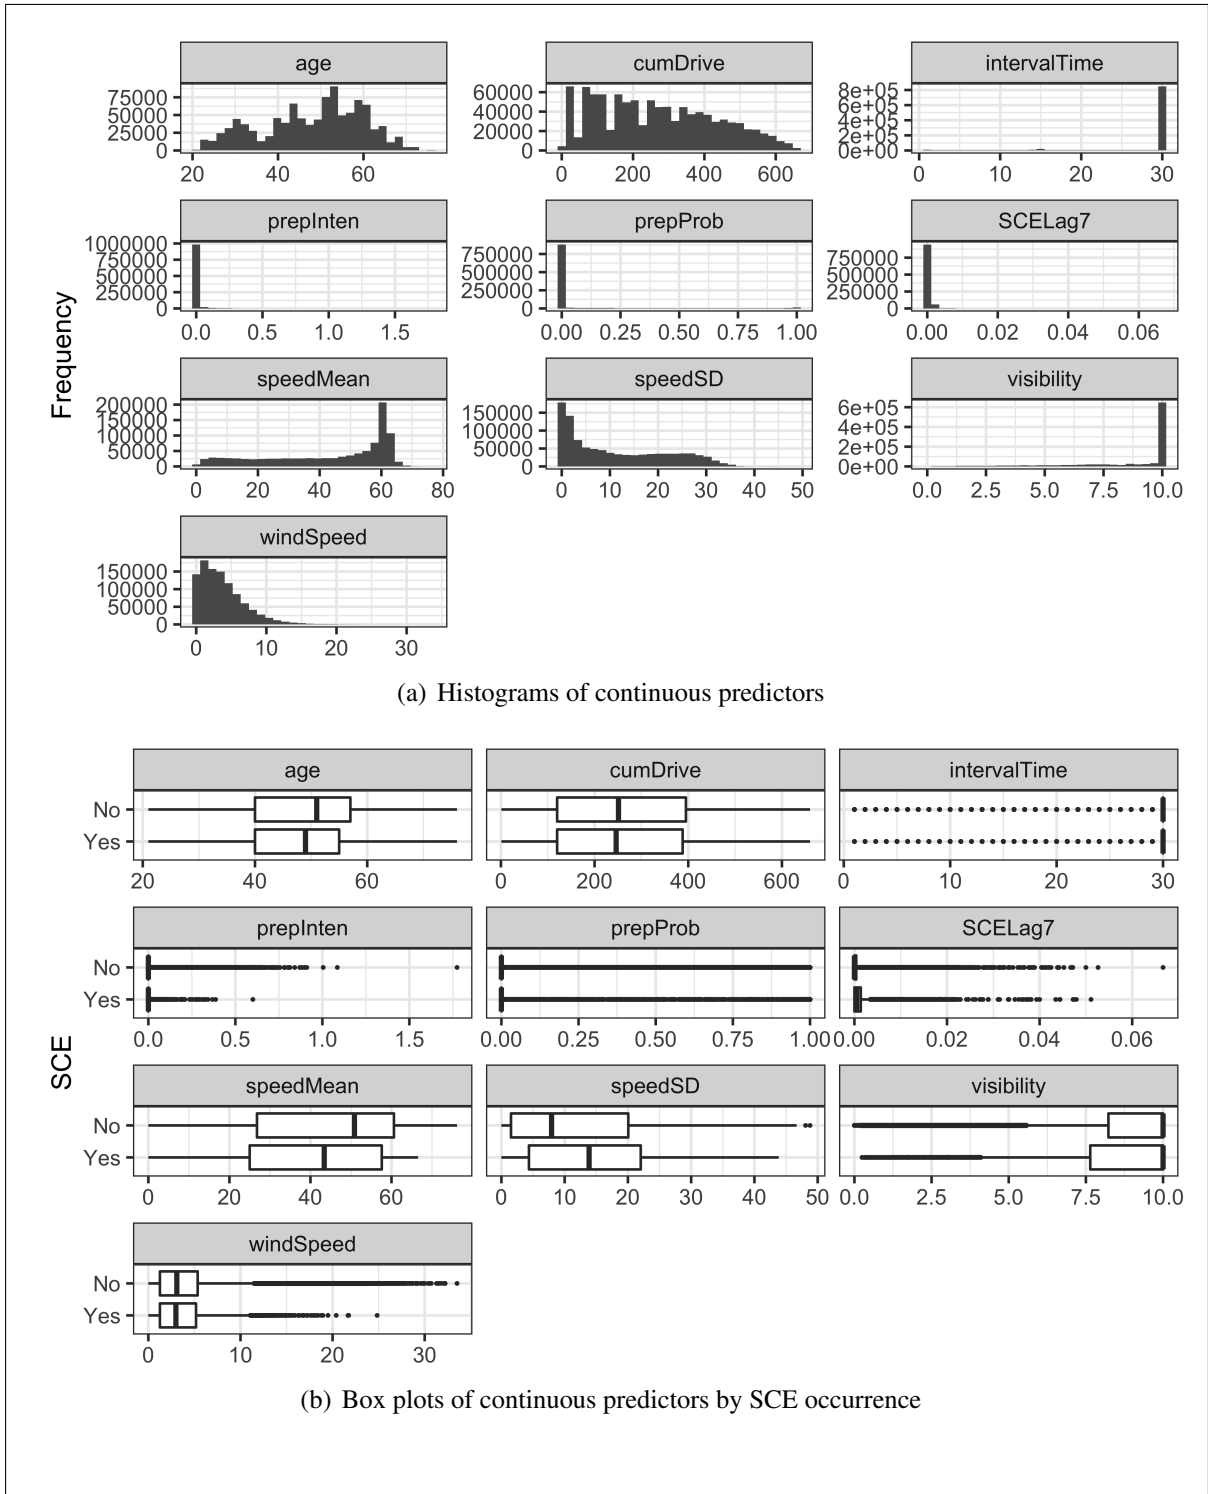 age cumDrive intervalTime
75000 60000 8e+05
50000 40000 6e+05
25000 20000 4e+05
0 0 2e+05
0e+00
20 40 60 0 200 400 600 0 10 20 30
prepInten prepProb SCELag7
1000000 750000 750000
750000 500000 500000
500000 250000 250000
250000 0 0
0
0.0 0.5 1.0 1.5 0.00 0.25 0.50 0.75 1.00 0.00 0.02 0.04 0.06
Frequency
speedMean speedSD visibility
200000 150000 6e+05
150000 100000 4e+05
100000 50000 2e+05
50000 0 0e+00
0
0 20 40 60 80 0 10 20 30 40 50 0.0 2.5 5.0 7.5 10.0
windSpeed
150000
100000
50000
0
0 10 20 30
(a) Histograms of continuous predictors
age cumDrive intervalTime
No
Yes
20 40 60 0 200 400 600 0 10 20 30
prepInten prepProb SCELag7
No
Yes
0.0 0.5 1.0 1.5 0.00 0.25 0.50 0.75 1.00 0.00 0.02 0.04 0.06
SCE
speedMean speedSD visibility
No
Yes
0 20 40 60 0 10 20 30 40 50 0.0 2.5 5.0 7.5 10.0
windSpeed
No
Yes
0 10 20 30
(b) Box plots of continuous predictors by SCE occurrence